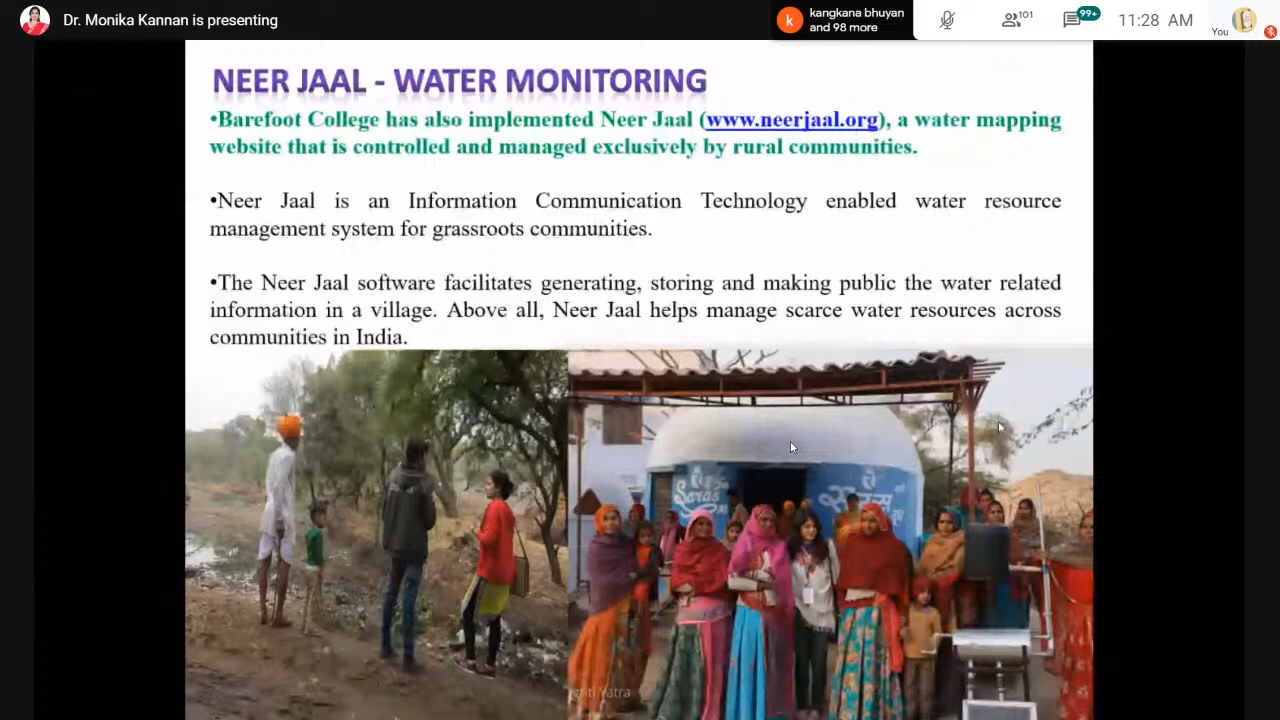 Dr. Monika Kannan is presenting
k
kangkana bhuyan
and 98 more
101
99+
11:28 AM
You
NEER JAAL - WATER MONITORING
•Barefoot College has also implemented Neer Jaal (www.neerjaal.org), a water mapping
website that is controlled and managed exclusively by rural communities.
•Neer Jaal is an Information Communication Technology enabled water resource
management system for grassroots communities.
•The Neer Jaal software facilitates generating, storing and making public the water related
information in a village. Above all, Neer Jaal helps manage scarce water resources across
communities in India.
Saras
सरस
Yatra